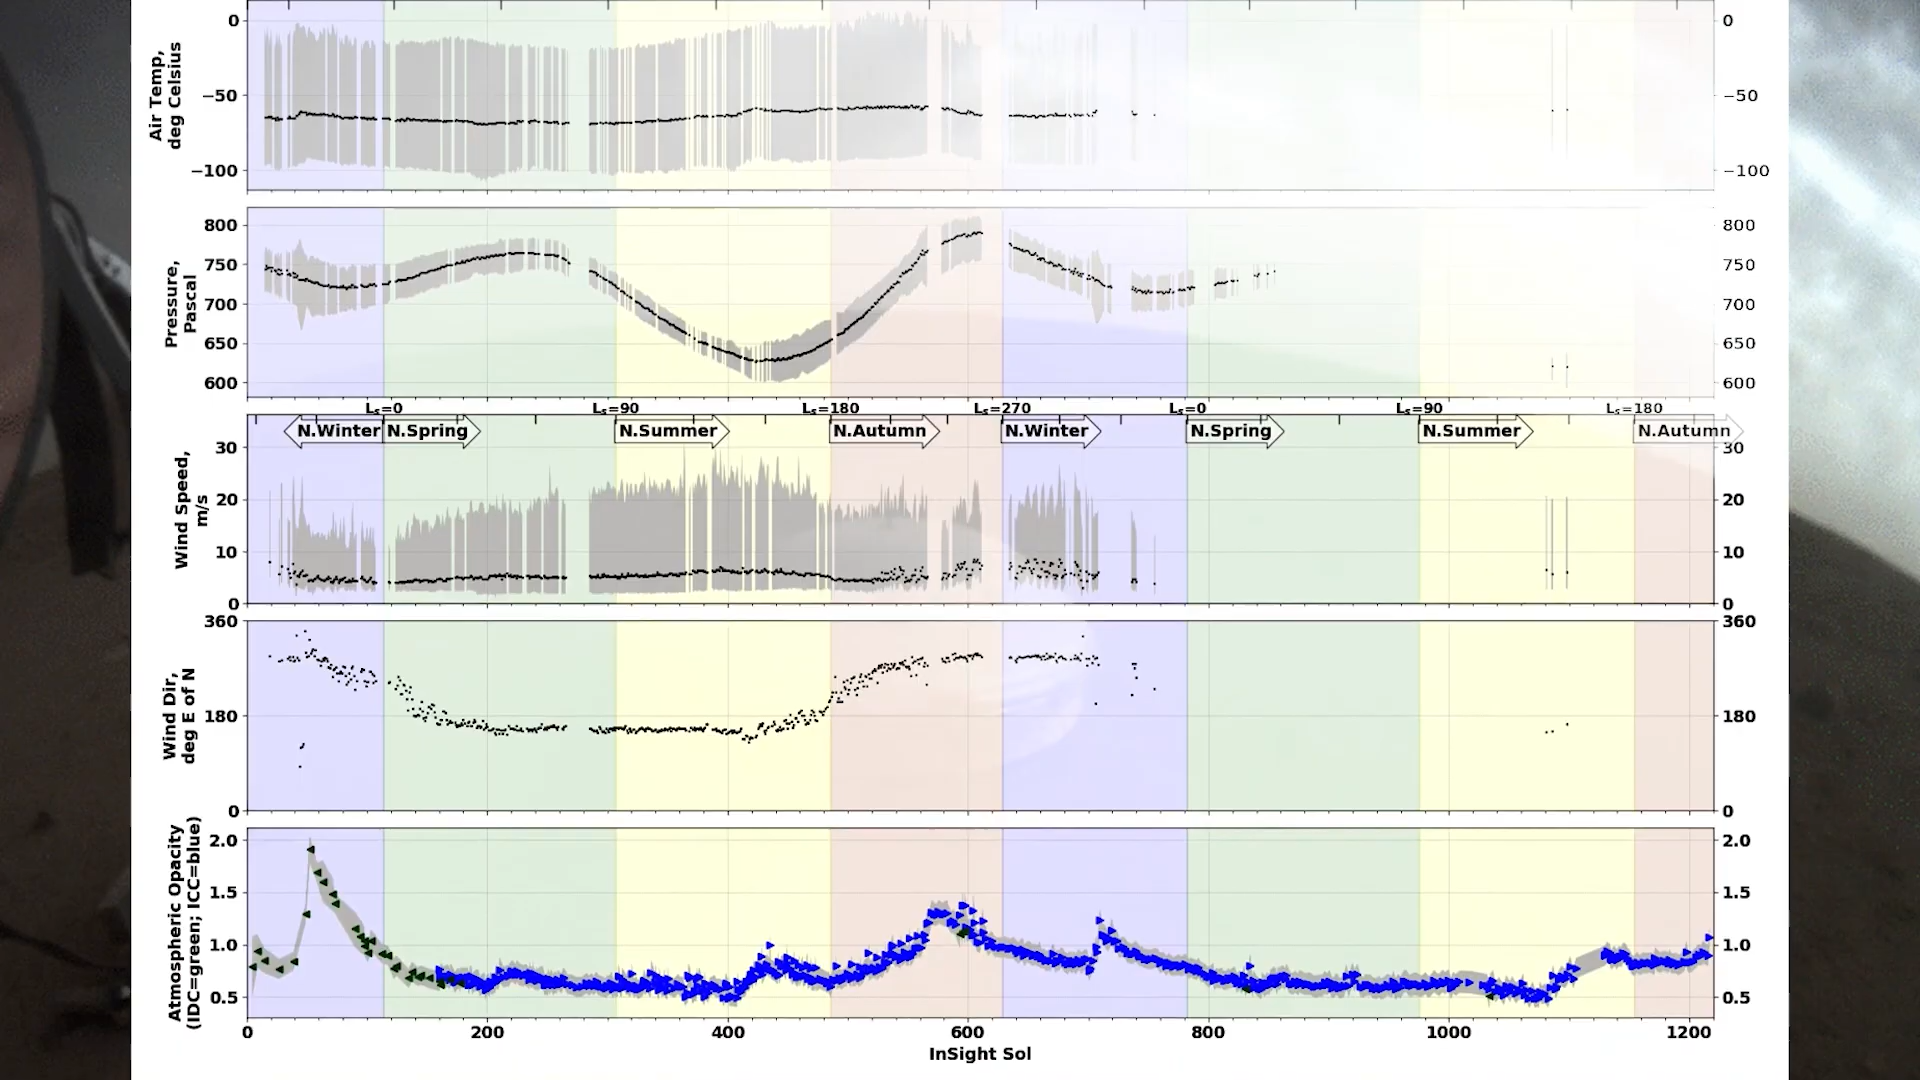 Air Temp,
deg Celsius
0
−50
−100
0
−50
−100
Pressure,
Pascal
800
750
700
650
600
800
750
700
650
600
Ls=0
Ls=90
Ls=180
Ls=270
Ls=0
Ls=90
Ls=180
N.Winter
N.Spring
N.Summer
N.Autumn
N.Winter
N.Spring
N.Summer
N.Autumn
Wind Speed,
m/s
30
20
10
0
30
20
10
0
Wind Dir,
deg E of N
360
180
0
360
180
0
Atmospheric Opacity
(IDC=green; ICC=blue)
2.0
1.5
1.0
0.5
2.0
1.5
1.0
0.5
0
200
400
600
800
1000
1200
InSight Sol